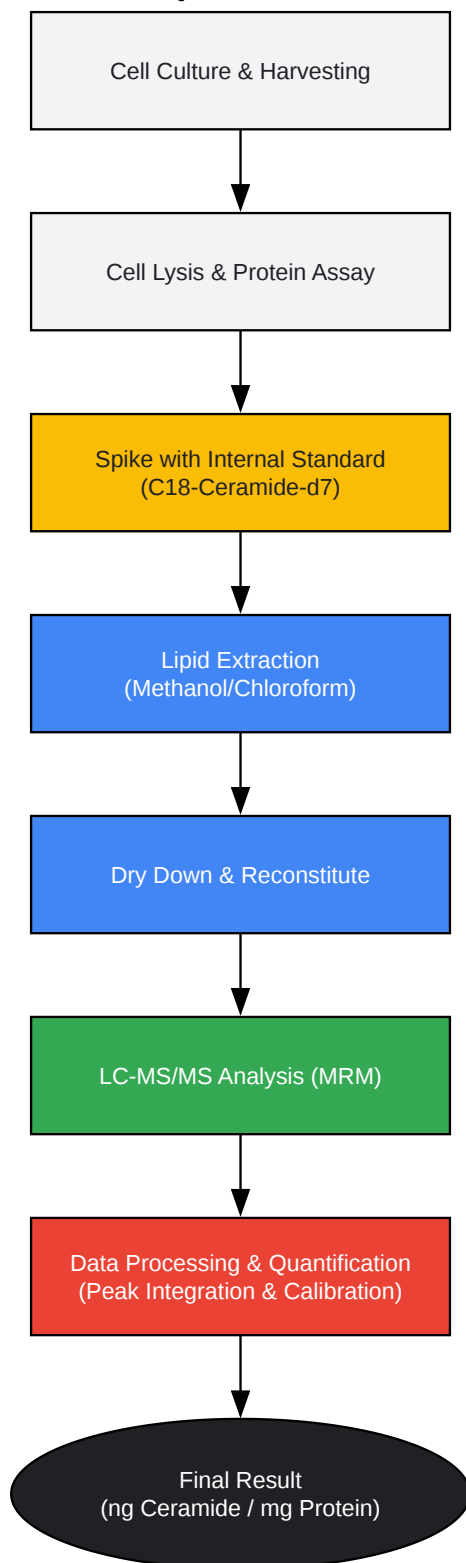 Cell Culture & Harvesting
Cell Lysis & Protein Assay
Spike with Internal Standard
(C18-Ceramide-d7)
Lipid Extraction
(Methanol/Chloroform)
Dry Down & Reconstitute
LC-MS/MS Analysis (MRM)
Data Processing & Quantification
(Peak Integration & Calibration)
Final Result
(ng Ceramide / mg Protein)